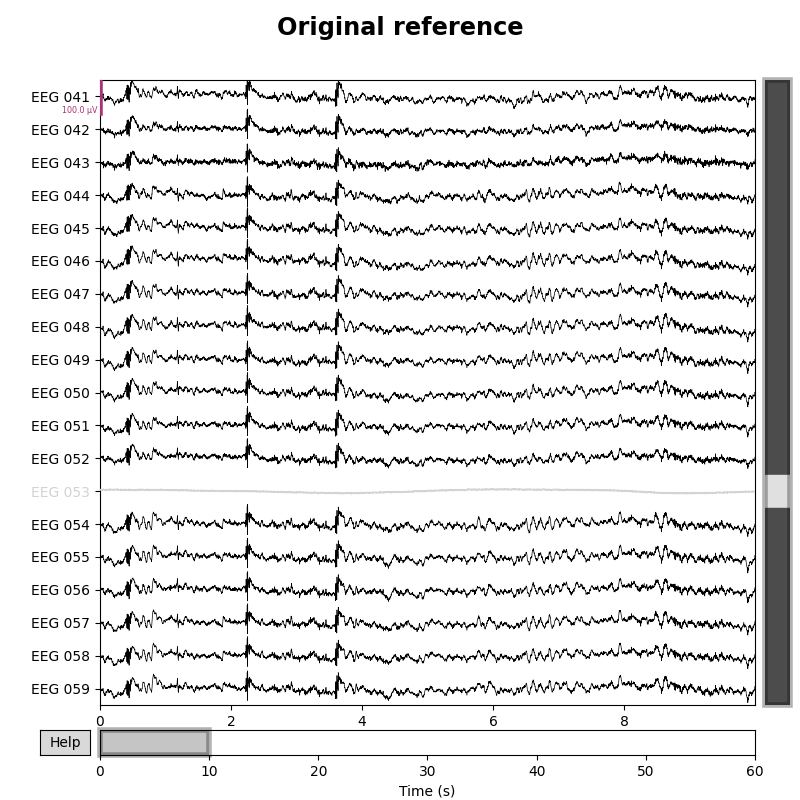 Original reference
EEG 041
100.0 µV
EEG 042
EEG 043
EEG 044
EEG 045
EEG 046
EEG 047
EEG 048
EEG 049
EEG 050
EEG 051
EEG 052
EEG 053
EEG 054
EEG 055
EEG 056
EEG 057
EEG 058
EEG 059
0 2 4 6 8
Help
0 10 20 30 40 50 60
Time (s)